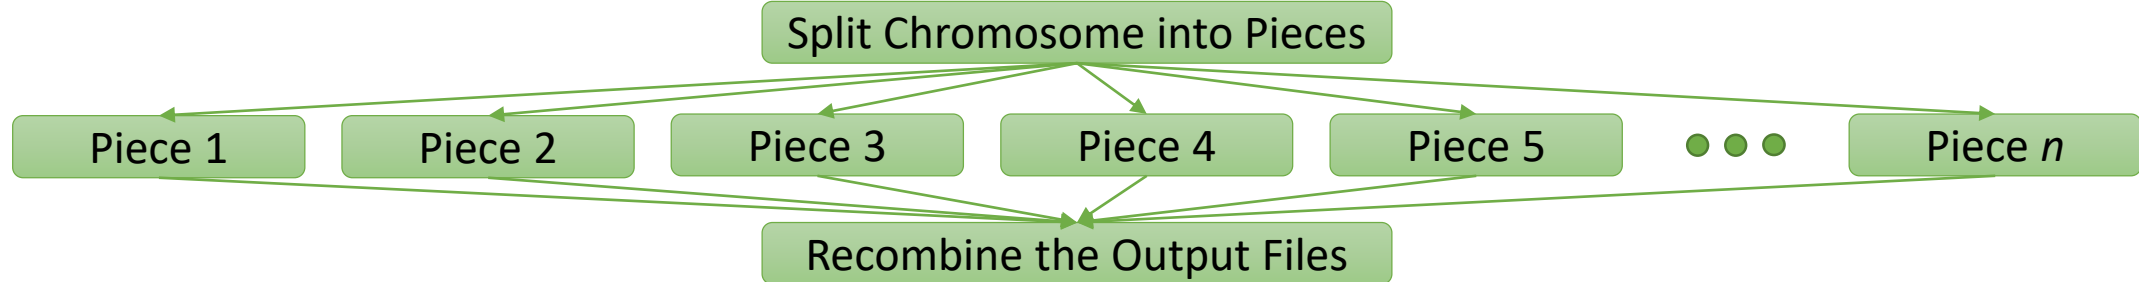 Split Chromosome into Pieces
Piece 1
Piece 2
Piece 3
Piece 4
Piece 5
Piece n
Recombine the Output Files